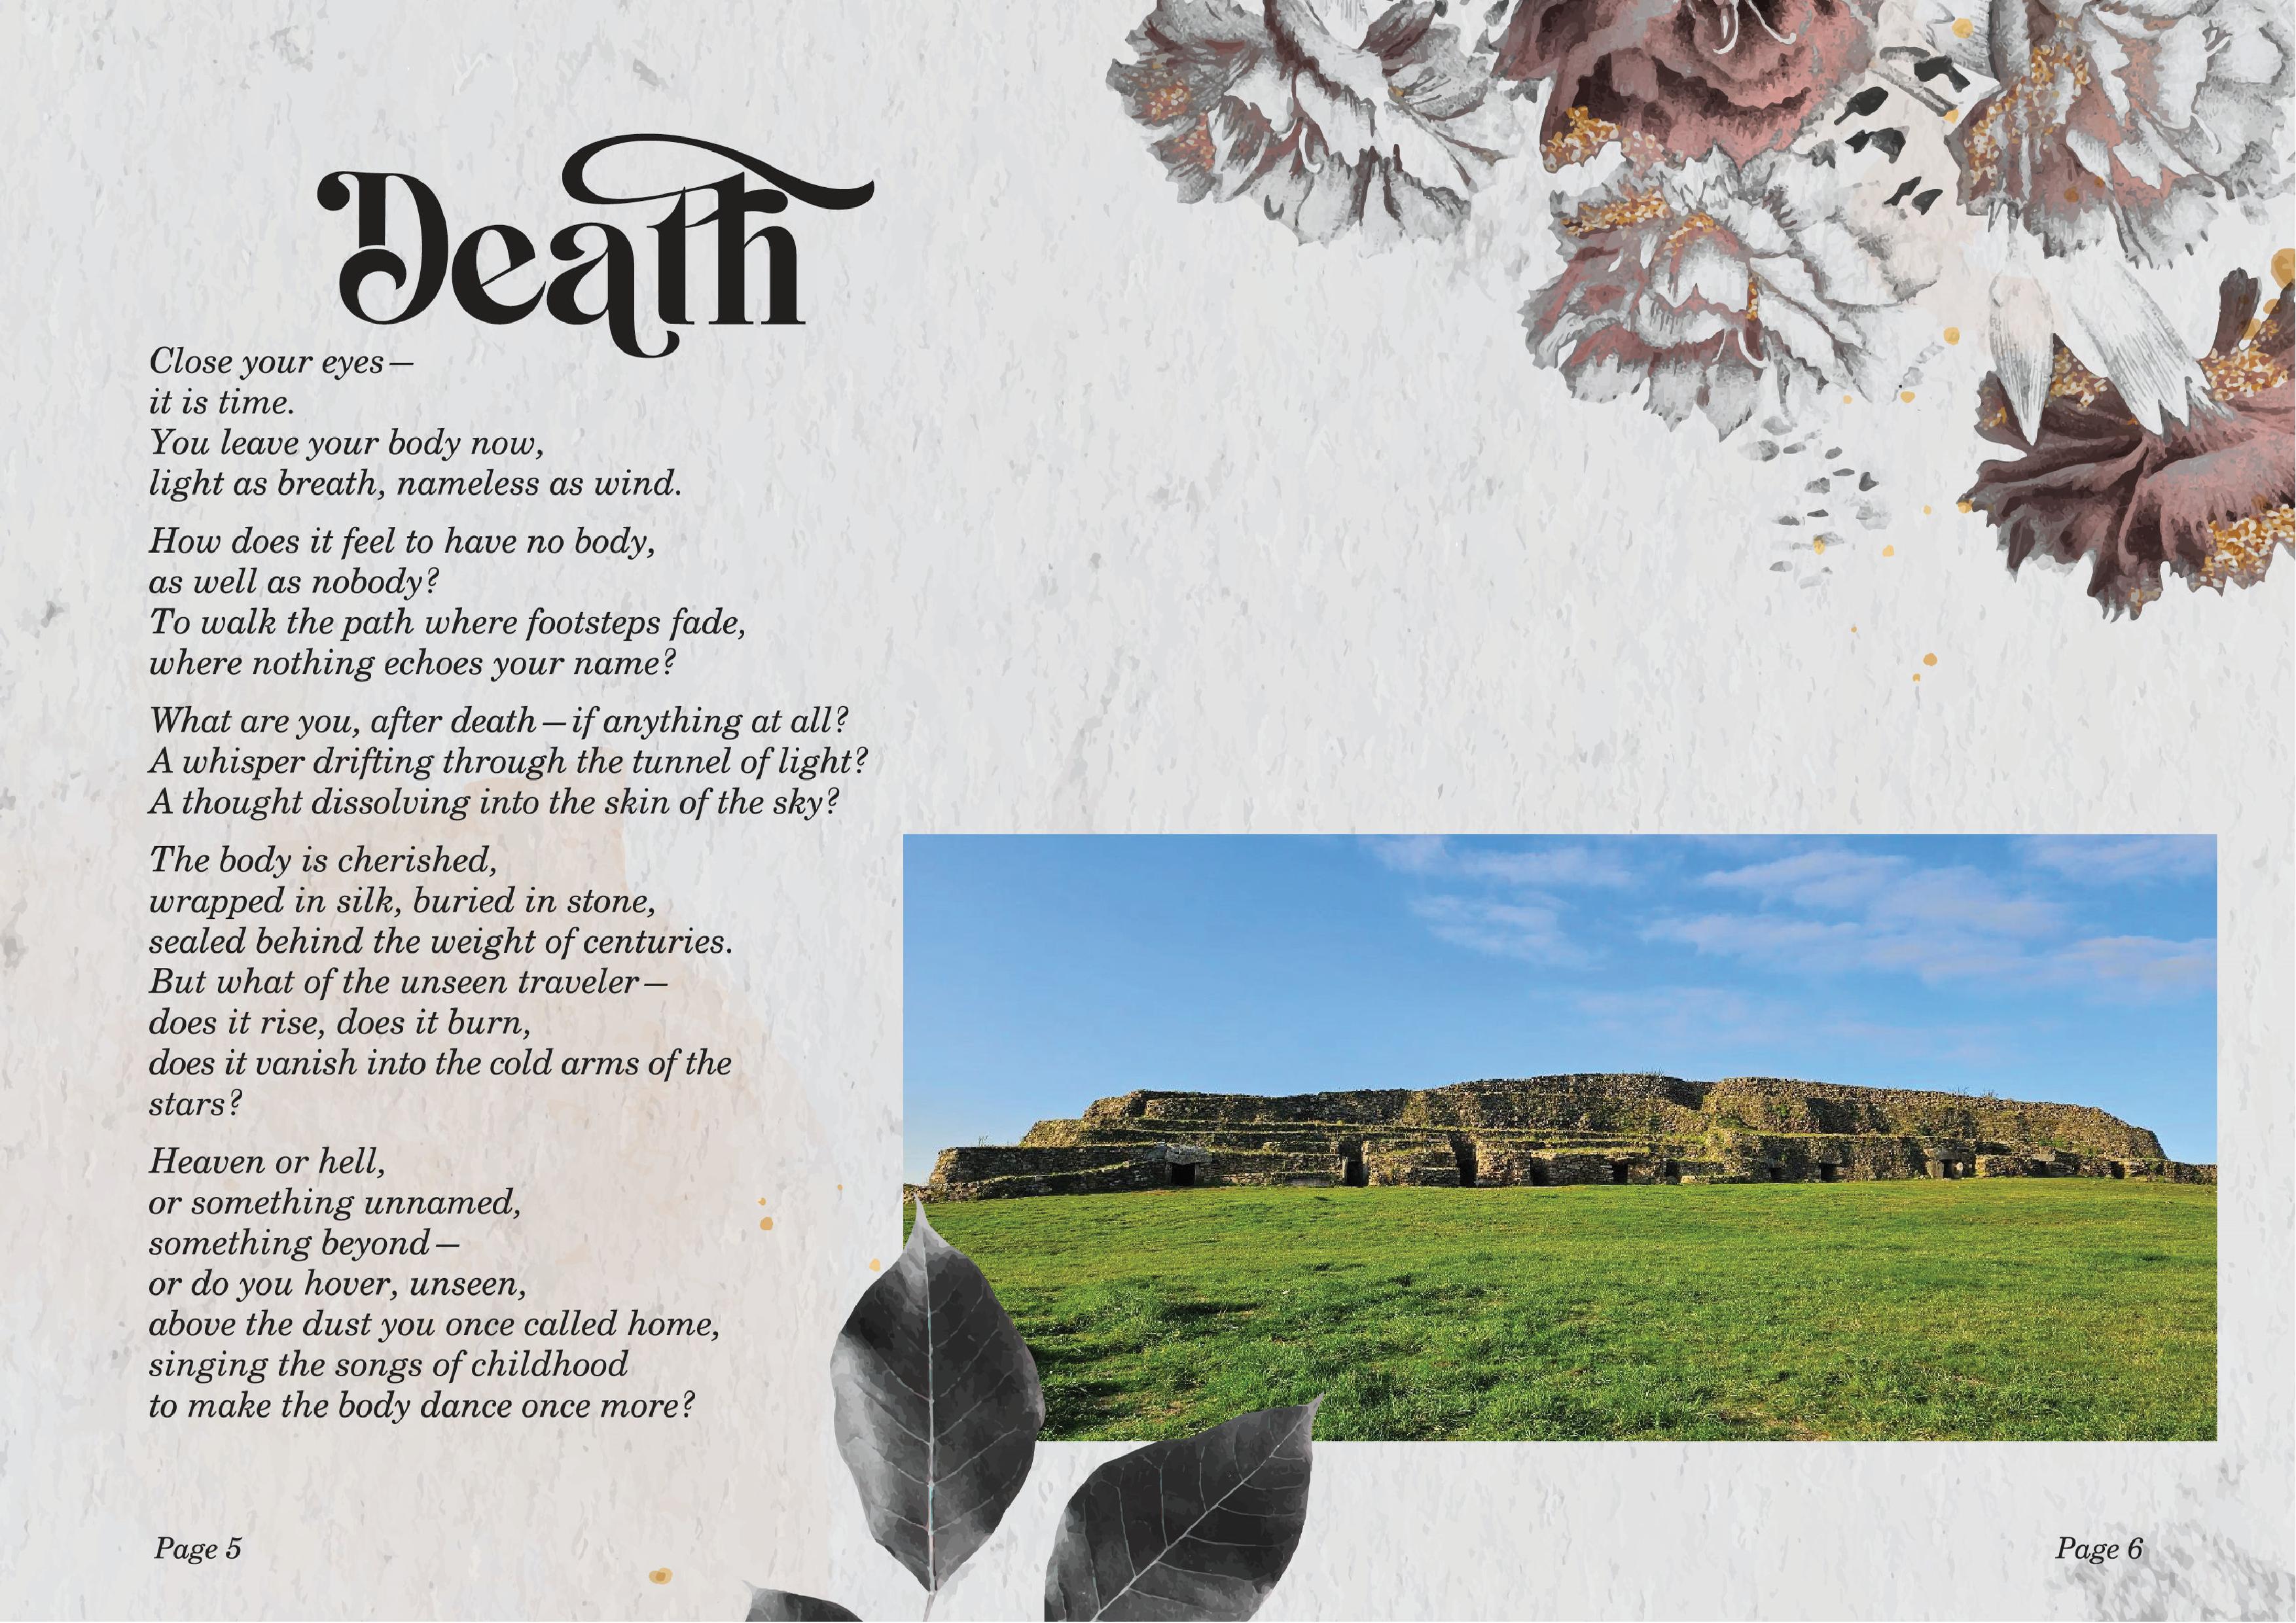 Death
Close your eyes—
it is time.
You leave your body now,
light as breath, nameless as wind.
How does it feel to have no body,
as well as nobody?
To walk the path where footsteps fade,
where nothing echoes your name?
What are you, after death—if anything at all?
A whisper drifting through the tunnel of light?
A thought dissolving into the skin of the sky?
The body is cherished,
wrapped in silk, buried in stone,
sealed behind the weight of centuries.
But what of the unseen traveler—
does it rise, does it burn,
does it vanish into the cold arms of the
stars?
Heaven or hell,
or something unnamed,
something beyond—
or do you hover, unseen,
above the dust you once called home,
singing the songs of childhood
to make the body dance once more?
Page 5
Page 6